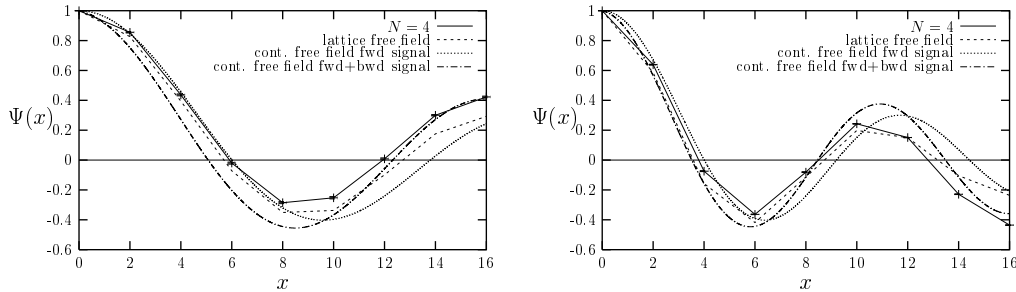 1
0.8
0.6
0.4
0.2
0
-0.2
-0.4
-0.6
Ψ(x)
N = 4
lattice free field
cont. free field fwd signal
cont. free field fwd+bwd signal
0 2 4 6 8 10 12 14 16
x
1
0.8
0.6
0.4
0.2
0
-0.2
-0.4
-0.6
Ψ(x)
N = 4
lattice free field
cont. free field fwd signal
cont. free field fwd+bwd signal
0 2 4 6 8 10 12 14 16
x